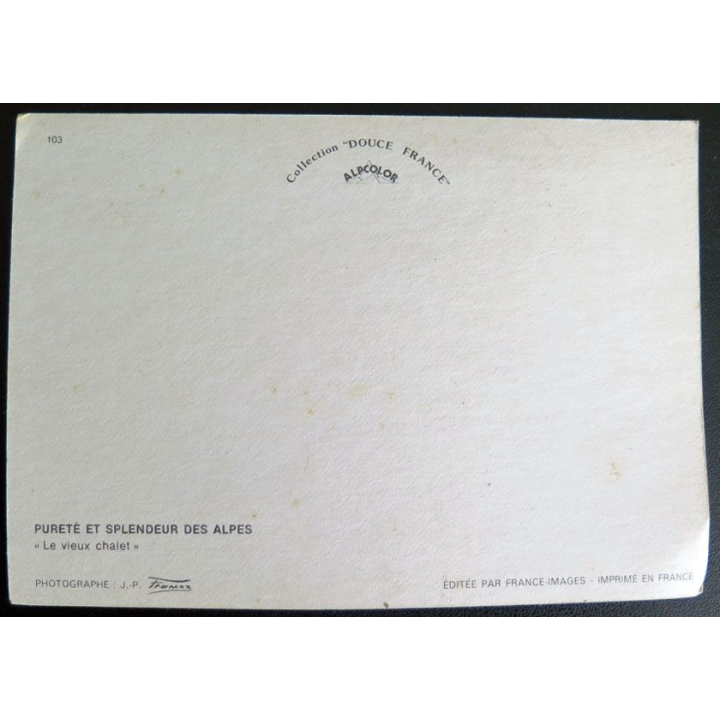 103
Collection "DOUCE FRANCE"
ALPCOLOR
PURETÉ ET SPLENDEUR DES ALPES
« Le vieux chalet »
PHOTOGRAPHE : J.-P.
ÉDITÉE PAR FRANCE-IMAGES - IMPRIMÉ EN FRANCE